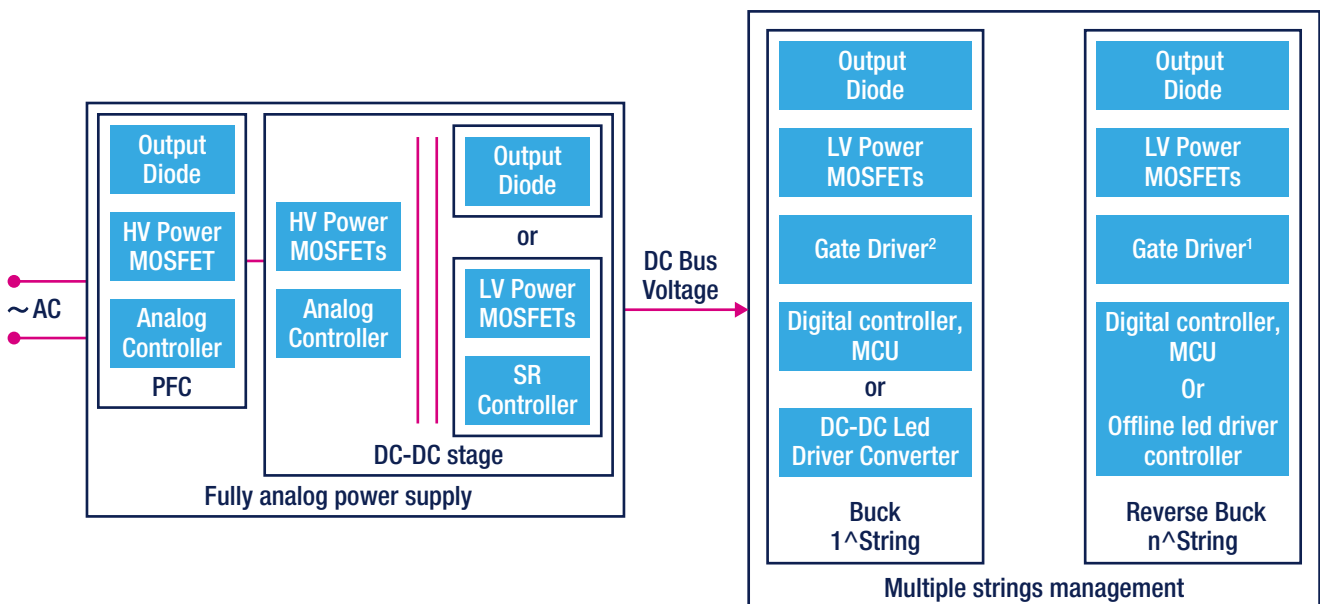 ~ AC
Output
Diode
HV Power
MOSFET
Analog
Controller
PFC
HV Power
MOSFETs
Analog
Controller
Output
Diode
or
LV Power
MOSFETs
SR
Controller
DC-DC stage
Fully analog power supply
DC Bus
Voltage
Output
Diode
LV Power
MOSFETs
Gate Driver²
Digital controller,
MCU
or
DC-DC Led
Driver Converter
Buck
1^String
Output
Diode
LV Power
MOSFETs
Gate Driver¹
Digital controller,
MCU
Or
Offline led driver
controller
Reverse Buck
n^String
Multiple strings management